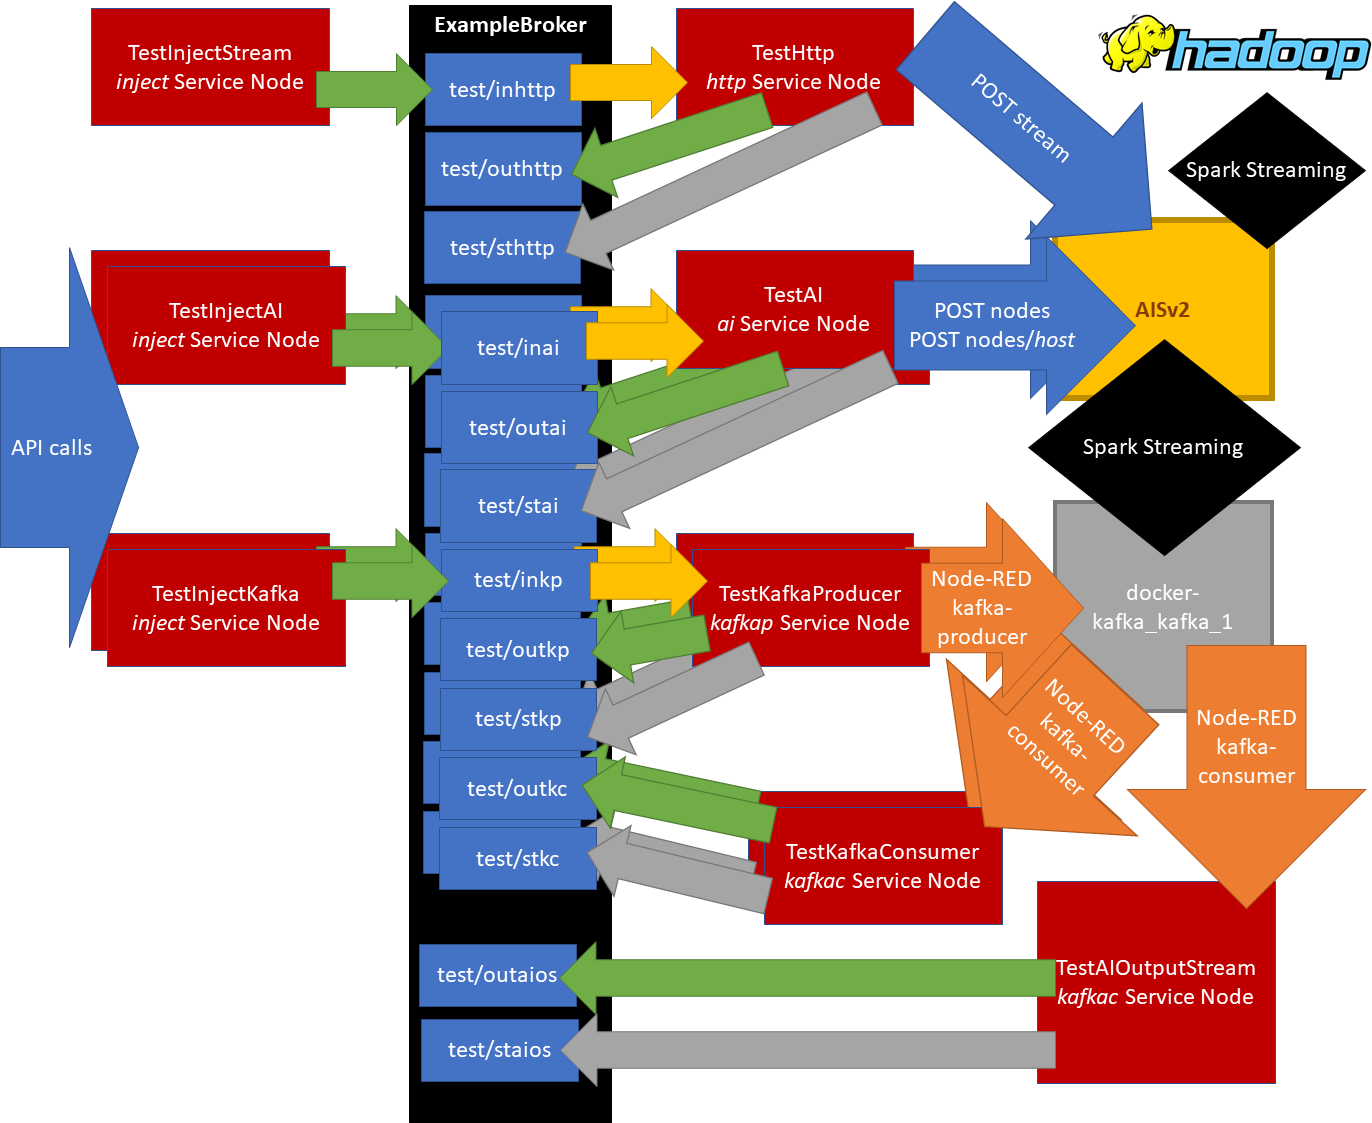 ExampleBroker
TestInjectStream
inject Service Node
test/inhttp
TestHttp
http Service Node
POST stream
hadoop
Spark Streaming
test/outhttp
test/sthttp
TestInjectAI
inject Service Node
test/inai
TestAI
ai Service Node
POST nodes
POST nodes/host
AISv2
test/outai
API calls
Spark Streaming
test/stai
TestInjectKafka
inject Service Node
test/inkp
TestKafkaProducer
kafkap Service Node
Node-RED
kafka-
producer
docker-
kafka_kafka_1
test/outkp
test/stkp
Node-RED
kafka-
consumer
Node-RED
kafka-
consumer
test/outkc
test/stkc
TestKafkaConsumer
kafkac Service Node
test/outaios
TestAIOutputStream
kafkac Service Node
test/staios